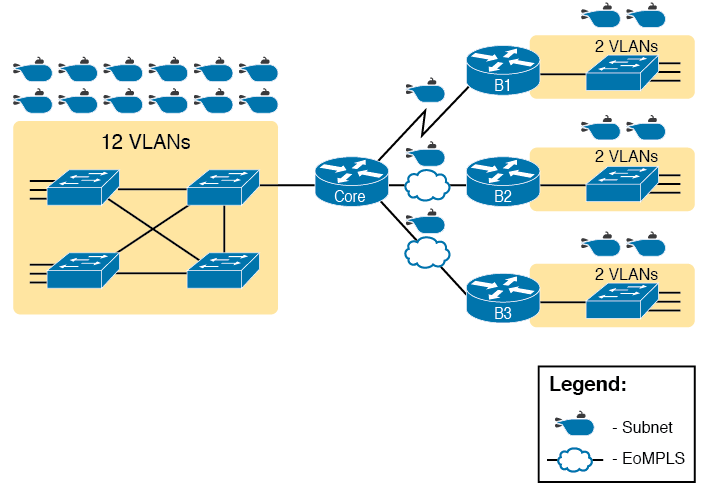 2 VLANs
B1
12 VLANs
2 VLANs
Core
B2
2 VLANs
B3
Legend:
- Subnet
- EoMPLS